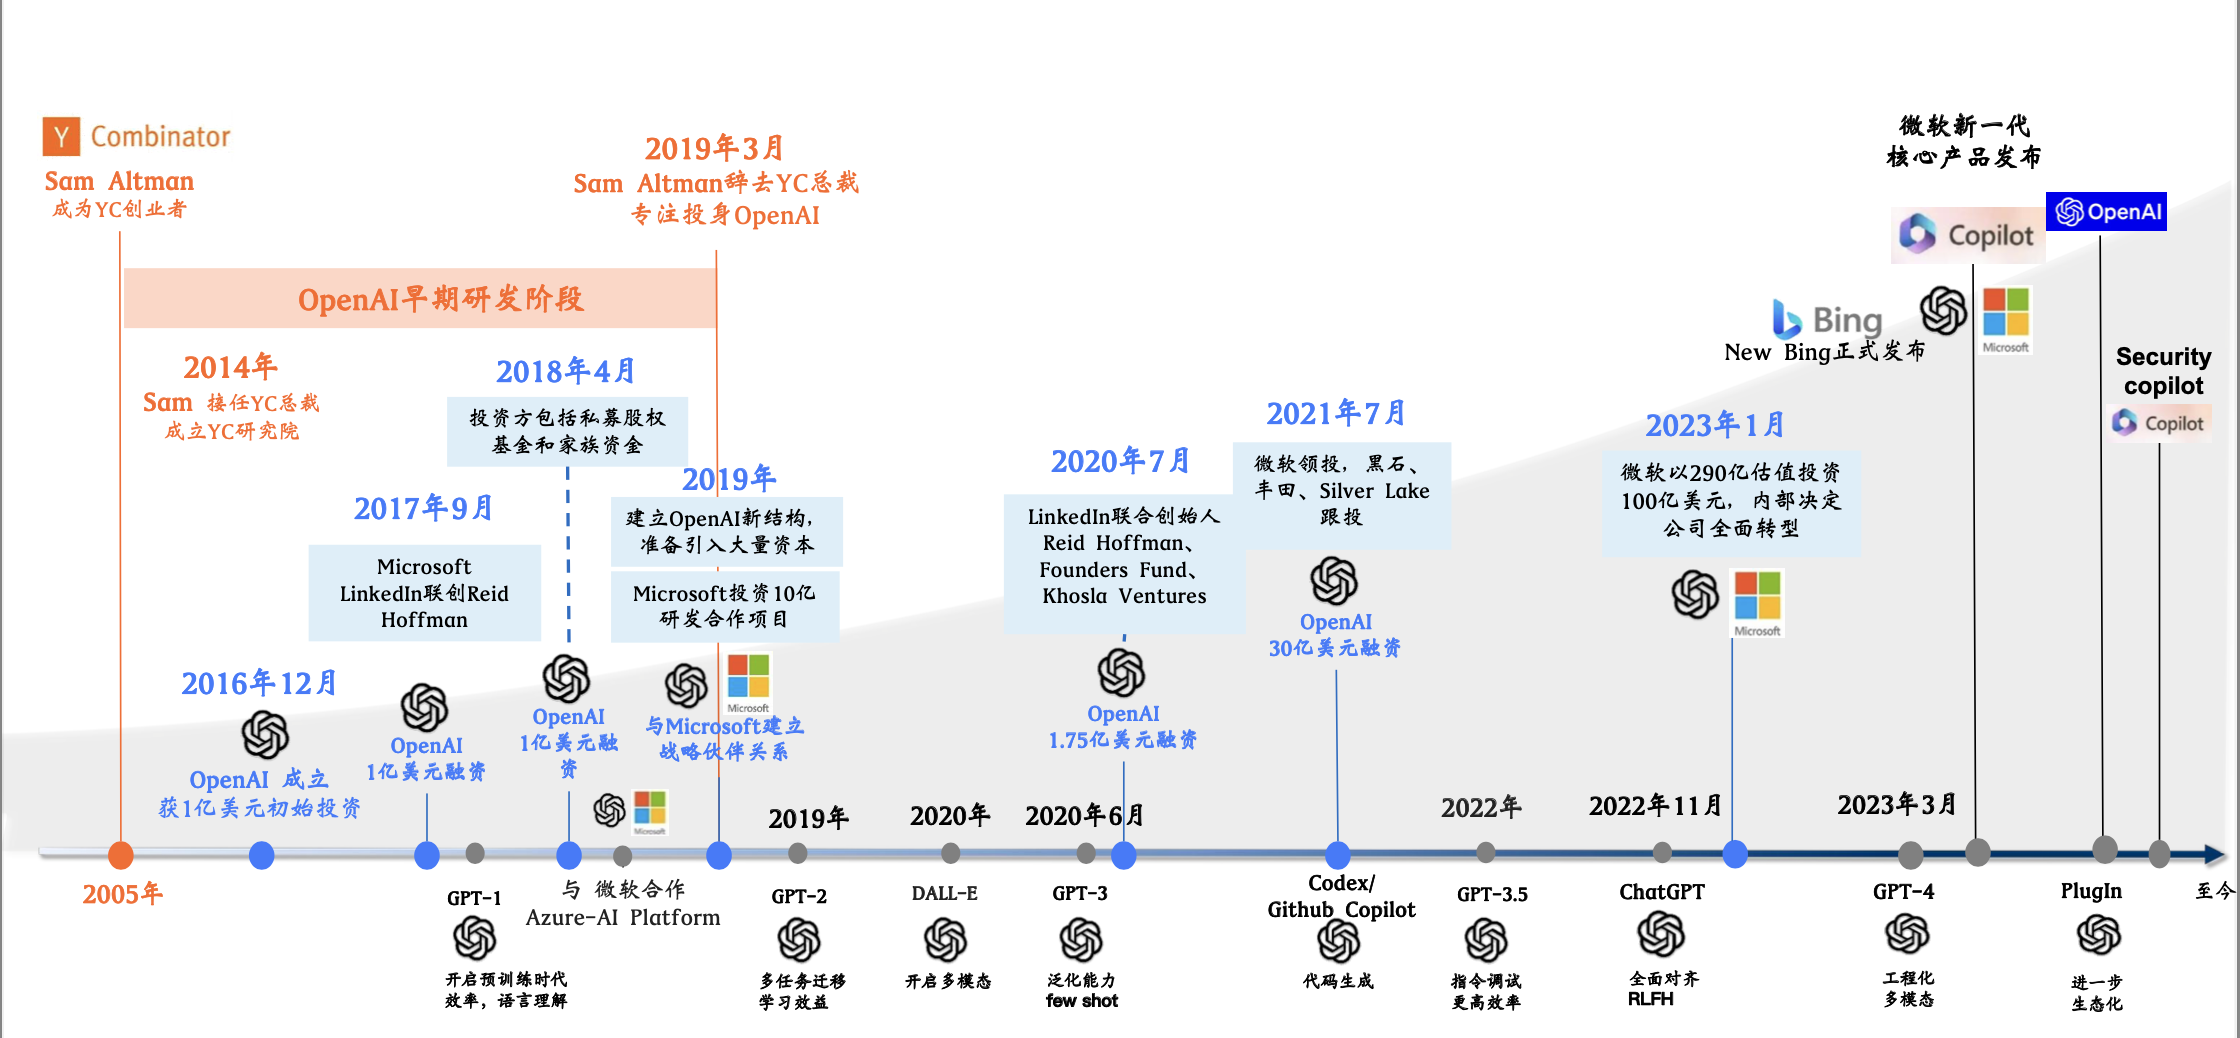 Y Combinator
Sam Altman
成为YC创业者
2019年3月
Sam Altman辞去YC总裁
专注投身OpenAI
OpenAI早期研发阶段
2014年
Sam 接任YC总裁
成立YC研究院
2018年4月
投资方包括私募股权
基金和家族资金
2017年9月
Microsoft
LinkedIn联创Reid
Hoffman
2019年
建立OpenAI新结构，
准备引入大量资本
Microsoft投资10亿
研发合作项目
2016年12月
OpenAI 成立
获1亿美元初始投资
OpenAI
1亿美元融资
OpenAI
1亿美元融
资
Microsoft
与Microsoft建立
战略伙伴关系
Microsoft
2020年7月
LinkedIn联合创始人
Reid Hoffman、
Founders Fund、
Khosla Ventures
OpenAI
1.75亿美元融资
2021年7月
微软领投，黑石、
丰田、Silver Lake
跟投
OpenAI
30亿美元融资
2023年1月
微软以290亿估值投资
100亿美元，内部决定
公司全面转型
Microsoft
微软新一代
核心产品发布
Copilot
OpenAI
Bing
New Bing正式发布
Microsoft
Security
copilot
Copilot
2019年
2020年
2020年6月
2022年
2022年11月
2023年3月
2005年
GPT-1
开启预训练时代
效率，语言理解
与 微软合作
Azure-AI Platform
GPT-2
多任务迁移
学习效益
DALL-E
开启多模态
GPT-3
泛化能力
few shot
Codex/
Github Copilot
代码生成
GPT-3.5
指令调试
更高效率
ChatGPT
全面对齐
RLFH
GPT-4
工程化
多模态
PlugIn
进一步
生态化
至今